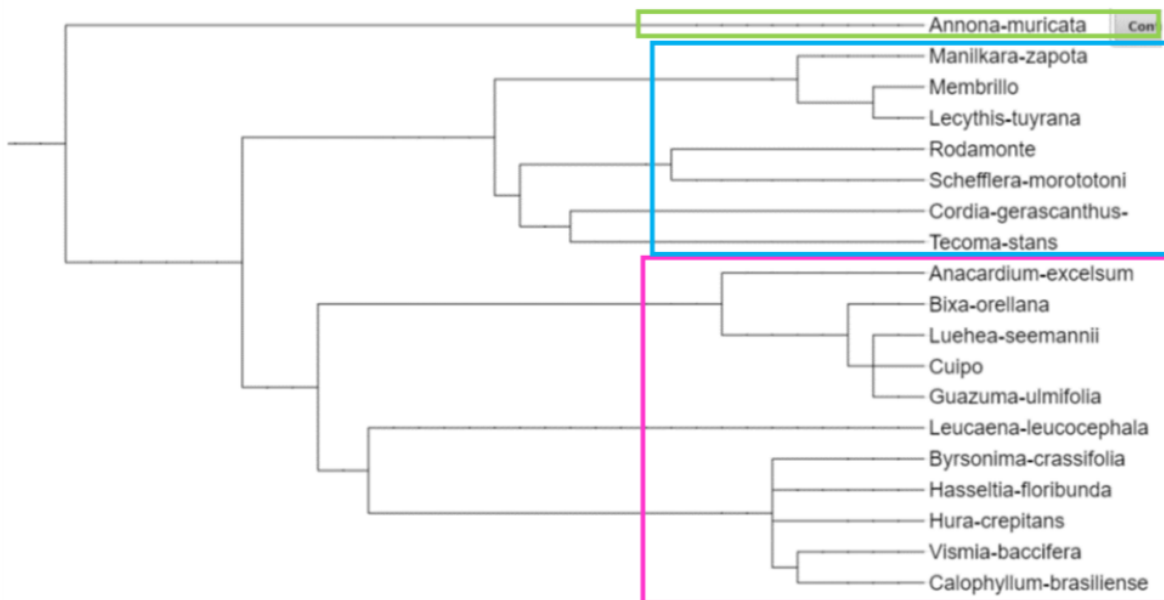 Annona-muricata
Manilkara-zapota
Membrillo
Lecythis-tuyrana
Rodamonte
Schefflera-morototoni
Cordia-gerascanthus-
Tecoma-stans
Anacardium-excelsum
Bixa-orellana
Luehea-seemannii
Cuipo
Guazuma-ulmifolia
Leucaena-leucocephala
Byrsonima-crassifolia
Hasseltia-floribunda
Hura-crepitans
Vismia-baccifera
Calophyllum-brasiliense